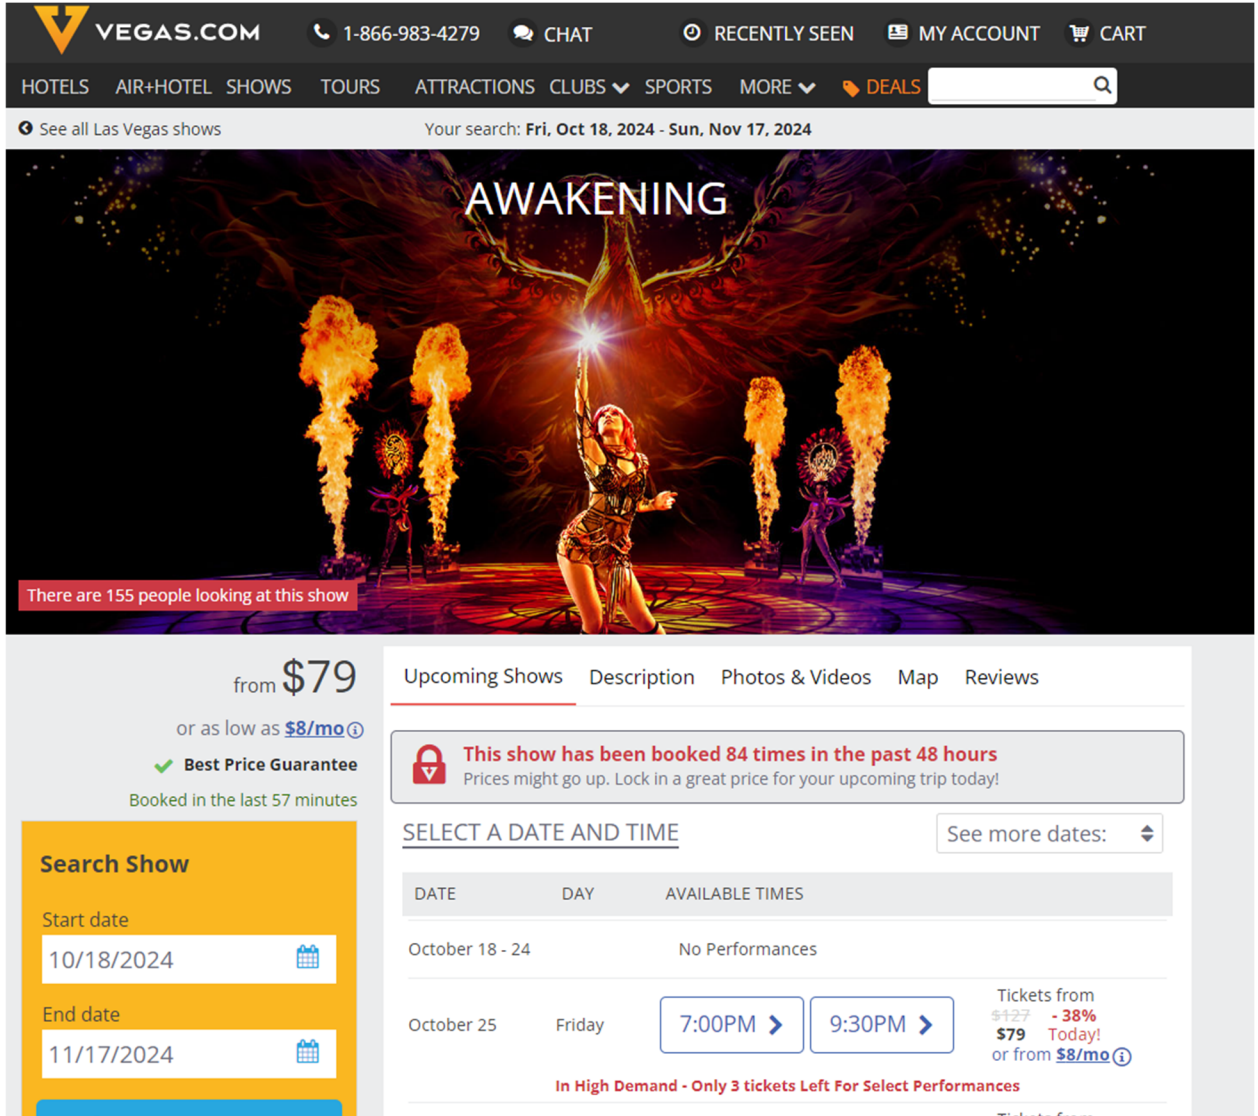 VEGAS.COM 1-866-983-4279 CHAT RECENTLY SEEN MY ACCOUNT CART
HOTELS AIR+HOTEL SHOWS TOURS ATTRACTIONS CLUBS SPORTS MORE DEALS
See all Las Vegas shows Your search: Fri, Oct 18, 2024 - Sun, Nov 17, 2024
AWAKENING
There are 155 people looking at this show
from $79
or as low as $8/mo
Best Price Guarantee
Booked in the last 57 minutes
Search Show
Start date
10/18/2024
End date
11/17/2024
Upcoming Shows Description Photos & Videos Map Reviews
This show has been booked 84 times in the past 48 hours
Prices might go up. Lock in a great price for your upcoming trip today!
SELECT A DATE AND TIME See more dates:
DATE DAY AVAILABLE TIMES
October 18 - 24 No Performances
October 25 Friday 7:00PM 9:30PM
Tickets from
$127 - 38%
$79 Today!
or from $8/mo
In High Demand - Only 3 tickets Left For Select Performances